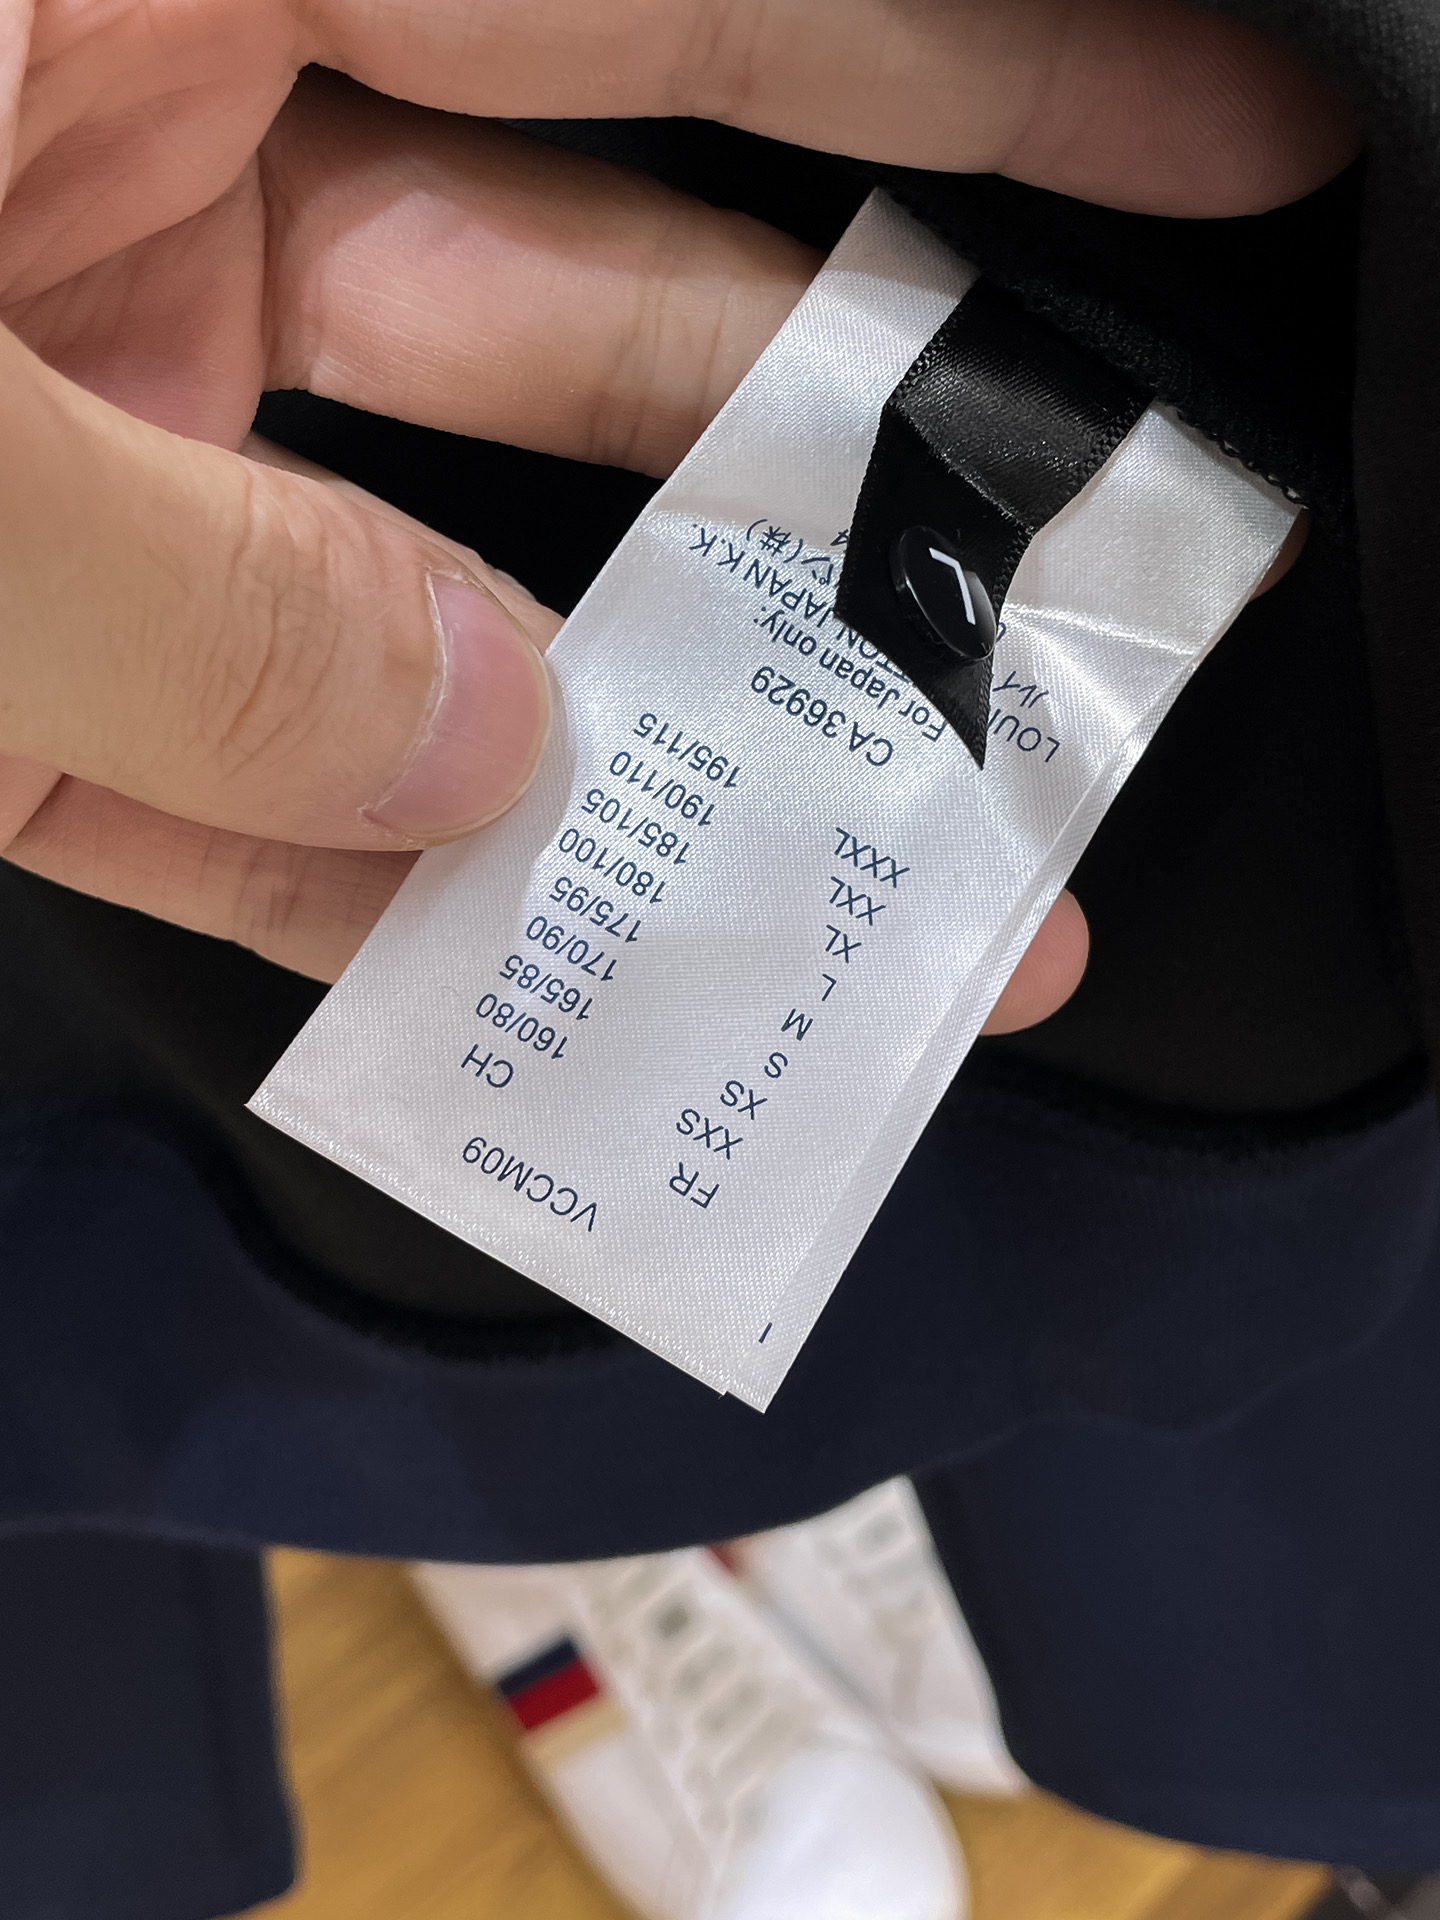 VCCM09
FR CH
XXS 160/80
XS 165/85
S 170/90
M 175/95
L 180/100
XL 185/105
XXL 190/110
XXXL 195/115
CA 36929
For Japan only:
JAPAN K.K.
(株)
L